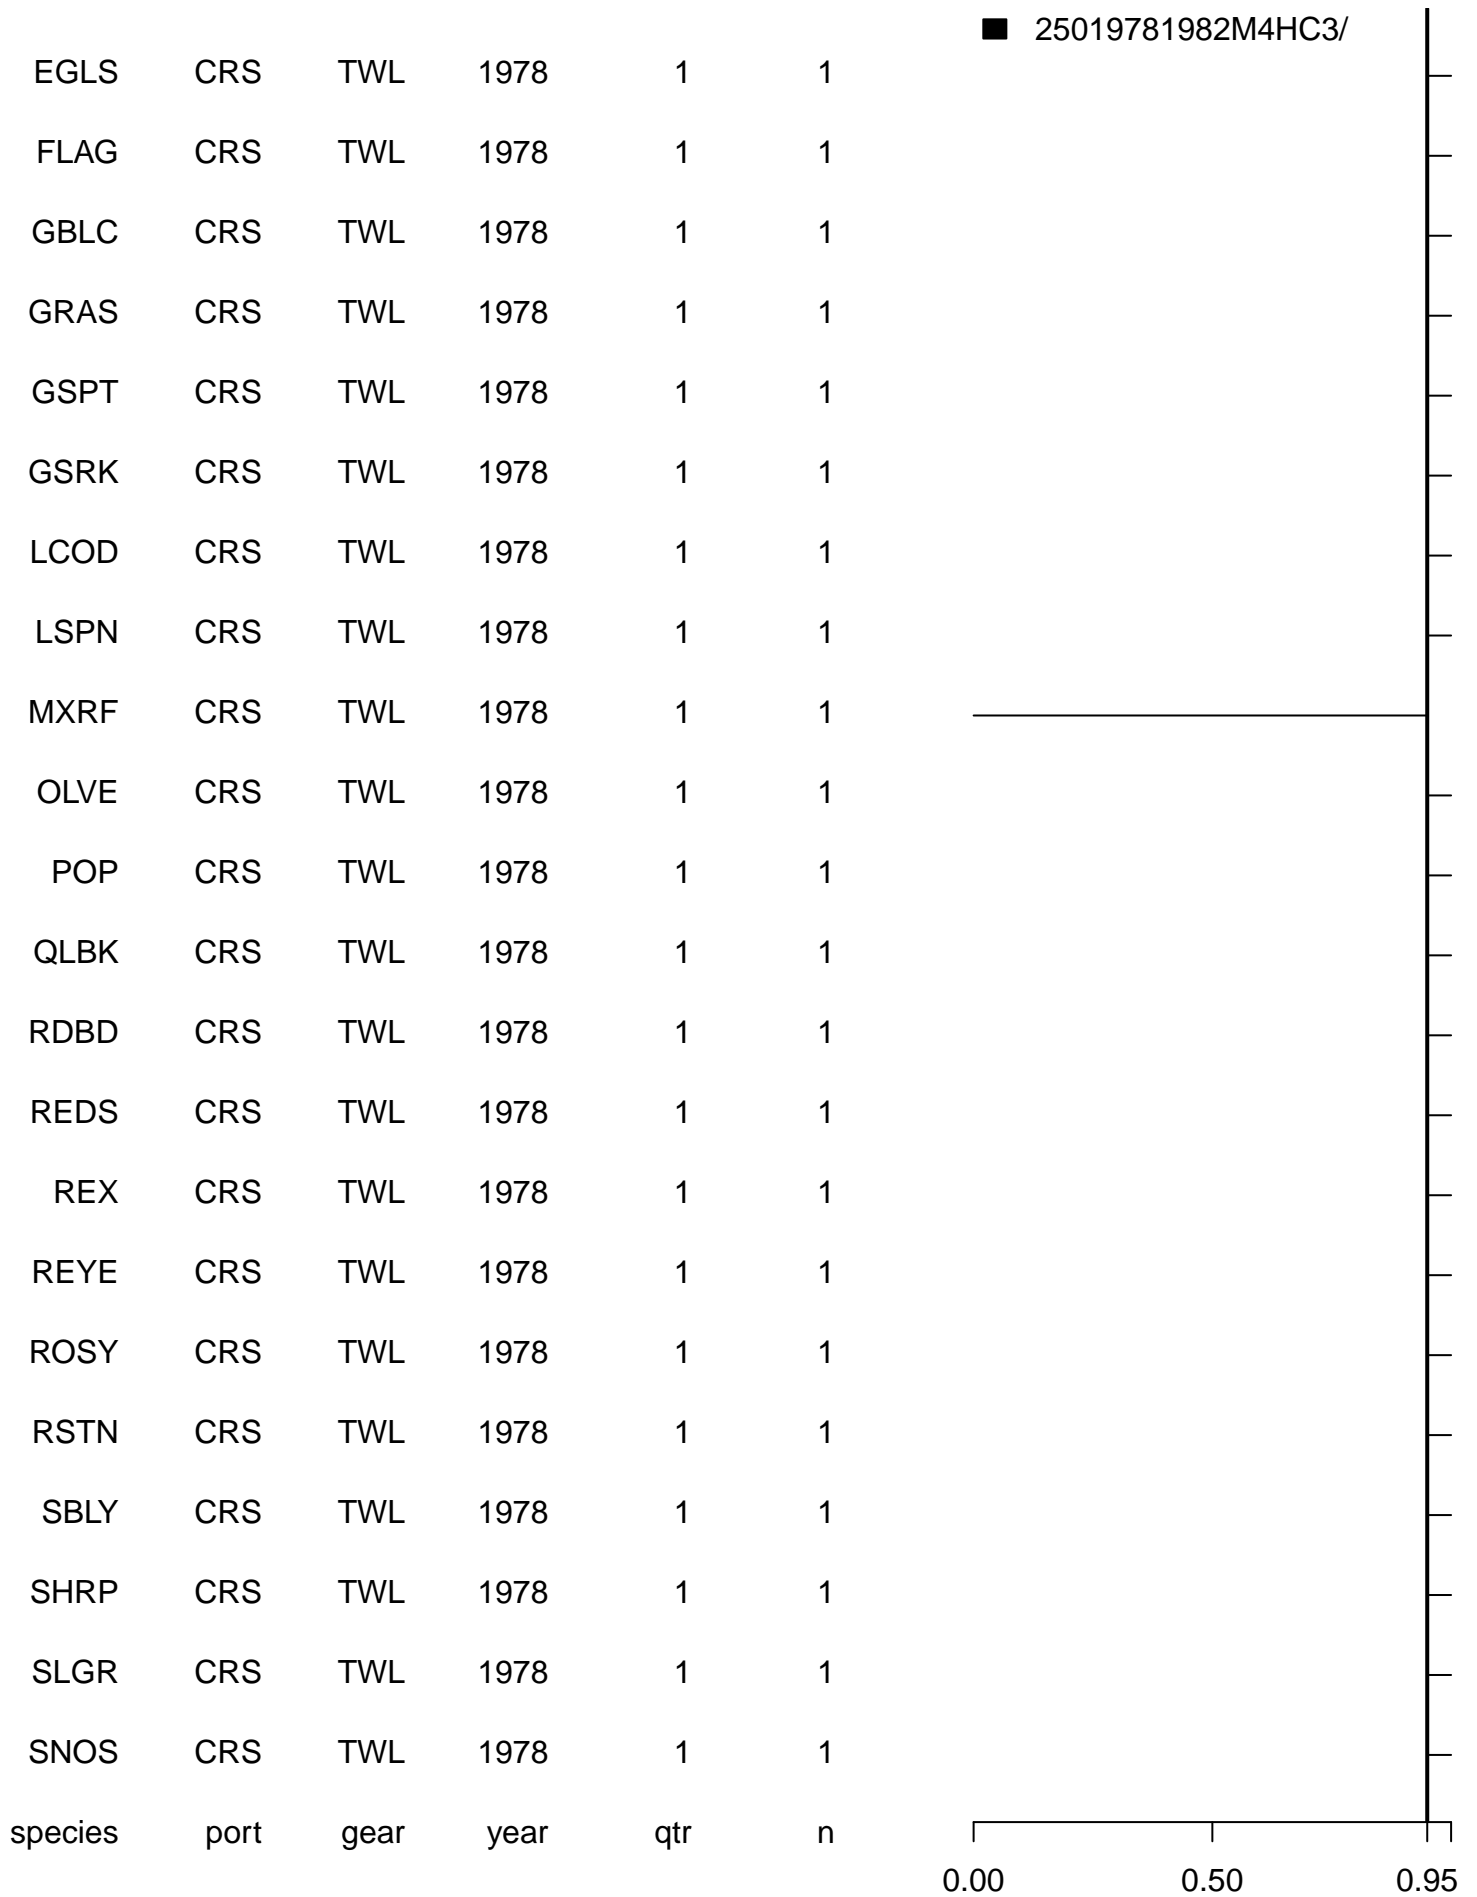 25019781982M4HC3/
EGLS CRS TWL 1978 1 1
FLAG CRS TWL 1978 1 1
GBLC CRS TWL 1978 1 1
GRAS CRS TWL 1978 1 1
GSPT CRS TWL 1978 1 1
GSRK CRS TWL 1978 1 1
LCOD CRS TWL 1978 1 1
LSPN CRS TWL 1978 1 1
MXRF CRS TWL 1978 1 1
OLVE CRS TWL 1978 1 1
POP CRS TWL 1978 1 1
QLBK CRS TWL 1978 1 1
RDBD CRS TWL 1978 1 1
REDS CRS TWL 1978 1 1
REX CRS TWL 1978 1 1
REYE CRS TWL 1978 1 1
ROSY CRS TWL 1978 1 1
RSTN CRS TWL 1978 1 1
SBLY CRS TWL 1978 1 1
SHRP CRS TWL 1978 1 1
SLGR CRS TWL 1978 1 1
SNOS CRS TWL 1978 1 1
species port gear year qtr n
0.00 0.50 0.95